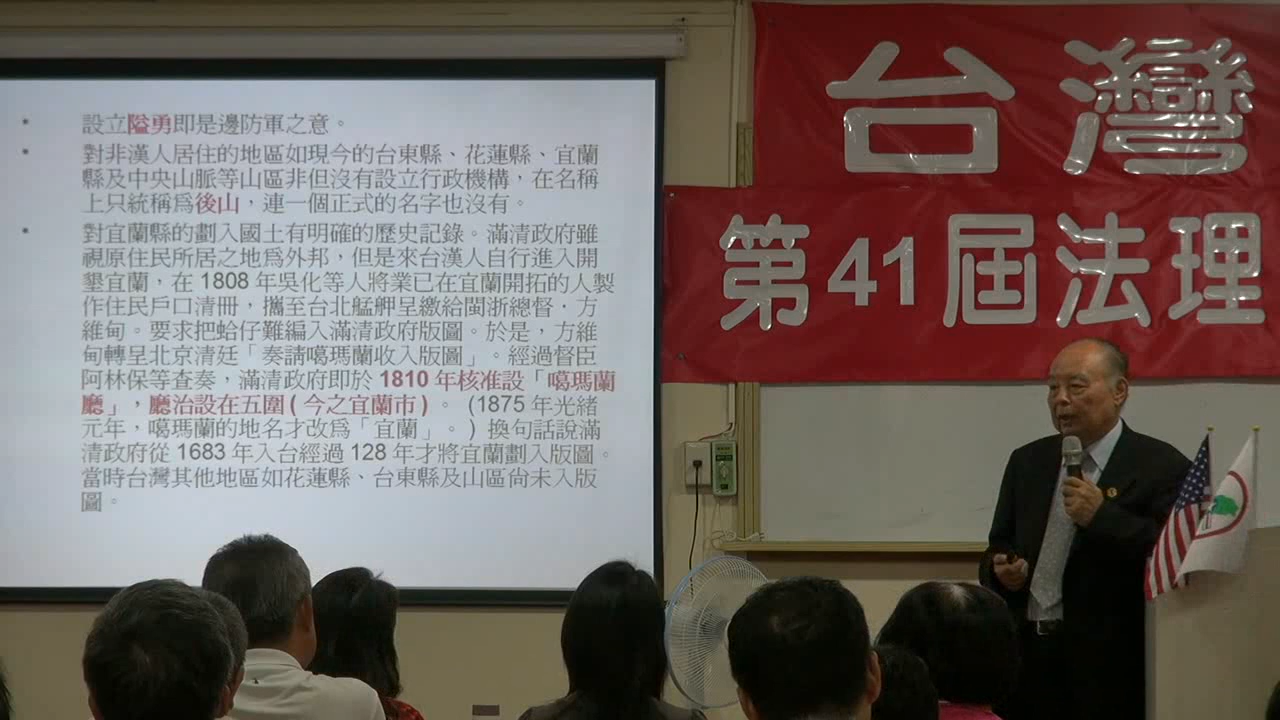 • 設立隘勇即是邊防軍之意。
• 對非漢人居住的地區如現今的台東縣、花蓮縣、宜蘭
縣及中央山脈等山區非但沒有設立行政機構，在名稱
上只統稱爲後山，連一個正式的名字也沒有。
• 對宜蘭縣的劃入國土有明確的歷史記錄。滿清政府雖
視原住民所居之地爲外邦，但是來台漢人自行進入開
墾宜蘭，在 1808 年吳化等人將業已在宜蘭開拓的人製
作住民戶口清冊，攜至台北艋舺呈繳給閩浙總督．方
維甸。要求把蛤仔難編入滿清政府版圖。於是，方維
甸轉呈北京清廷「奏請噶瑪蘭收入版圖」。經過督臣
阿林保等查奏，滿清政府即於 1810 年核准設「噶瑪蘭
廳」，廳治設在五圍 ( 今之宜蘭市 ) 。 (1875 年光緒
元年，噶瑪蘭的地名才改爲「宜蘭」。 ) 換句話說滿
清政府從 1683 年入台經過 128 年才將宜蘭劃入版圖。
當時台灣其他地區如花蓮縣、台東縣及山區尙未入版
圖。
台灣
第41屆法理